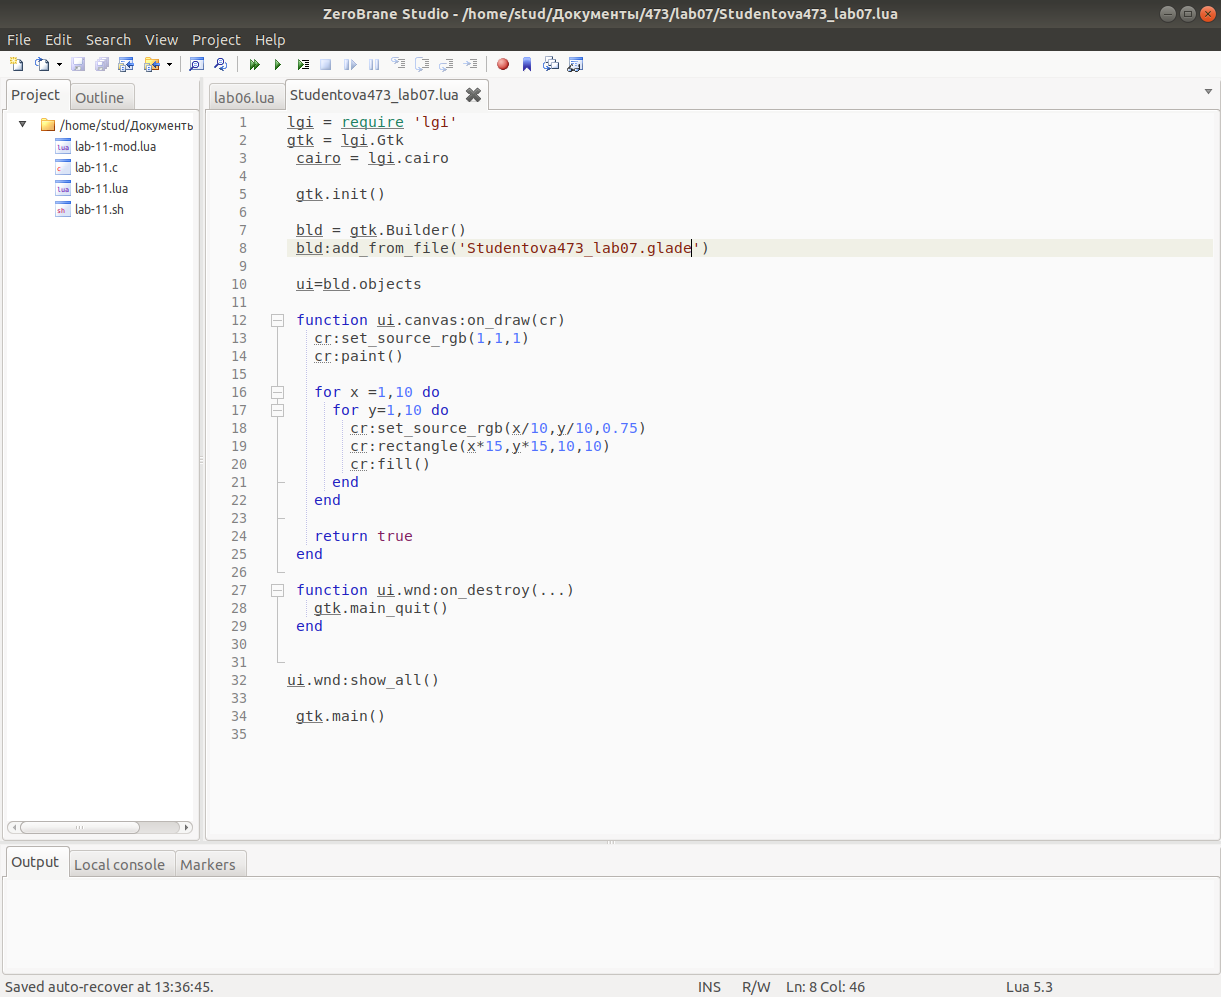 ZeroBrane Studio - /home/stud/Документы/473/lab07/Studentova473_lab07.lua
File Edit Search View Project Help
Project Outline
/home/stud/Документь
lab-11-mod.lua
lab-11.c
lab-11.lua
lab-11.sh
lab06.lua Studentova473_lab07.lua
1 lgi = require 'lgi'
2 gtk = lgi.Gtk
3 cairo = lgi.cairo
4
5 gtk.init()
6
7 bld = gtk.Builder()
8 bld:add_from_file('Studentova473_lab07.glade')
9
10 ui=bld.objects
11
12 function ui.canvas:on_draw(cr)
13 cr:set_source_rgb(1,1,1)
14 cr:paint()
15
16 for x =1,10 do
17 for y=1,10 do
18 cr:set_source_rgb(x/10,y/10,0.75)
19 cr:rectangle(x*15,y*15,10,10)
20 cr:fill()
21 end
22 end
23
24 return true
25 end
26
27 function ui.wnd:on_destroy(...)
28 gtk.main_quit()
29 end
30
31
32 ui.wnd:show_all()
33
34 gtk.main()
35
Output Local console Markers
Saved auto-recover at 13:36:45. INS R/W Ln: 8 Col: 46 Lua 5.3